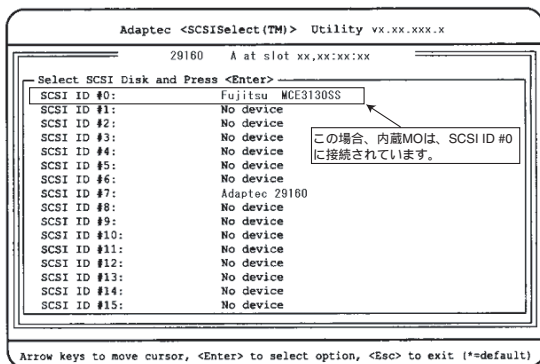 Adaptec <SCSISelect(TM)> Utility vx.xx.xxx.x
29160 A at slot xx,xx:xx:xx
Select SCSI Disk and Press <Enter>
SCSI ID #0: Fujitsu MCE3130SS
SCSI ID #1: No device
SCSI ID #2: No device
SCSI ID #3: No device
SCSI ID #4: No device
SCSI ID #5: No device
SCSI ID #6: No device
SCSI ID #7: Adaptec 29160
SCSI ID #8: No device
SCSI ID #9: No device
SCSI ID #10: No device
SCSI ID #11: No device
SCSI ID #12: No device
SCSI ID #13: No device
SCSI ID #14: No device
SCSI ID #15: No device
この場合、内蔵MOは、SCSI ID #0
に接続されています。
Arrow keys to move cursor, <Enter> to select option, <Esc> to exit (*=default)